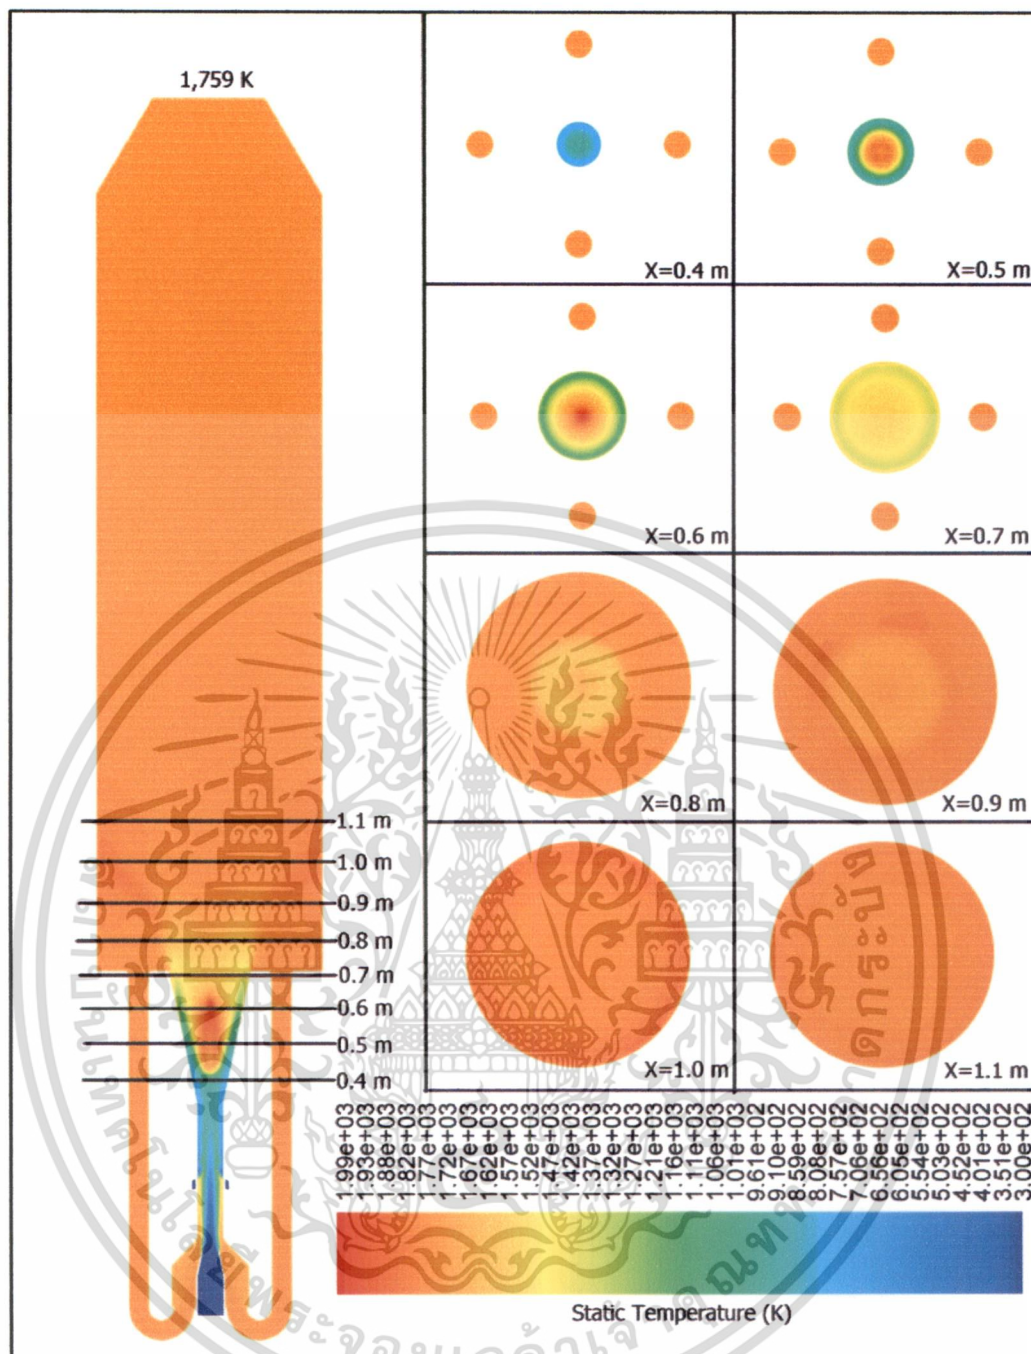 1,759 K
X=0.4 m
X=0.5 m
X=0.6 m
X=0.7 m
X=0.8 m
X=0.9 m
X=1.0 m
X=1.1 m
1.1 m
1.0 m
0.9 m
0.8 m
0.7 m
0.6 m
0.5 m
0.4 m
1.99e+03
1.93e+03
1.88e+03
1.82e+03
1.77e+03
1.72e+03
1.67e+03
1.62e+03
1.57e+03
1.52e+03
1.47e+03
1.42e+03
1.37e+03
1.32e+03
1.27e+03
1.21e+03
1.16e+03
1.11e+03
1.06e+03
1.01e+03
9.61e+02
9.10e+02
8.59e+02
8.08e+02
7.57e+02
7.06e+02
6.56e+02
6.05e+02
5.54e+02
5.03e+02
4.52e+02
4.01e+02
3.51e+02
3.00e+02
Static Temperature (K)